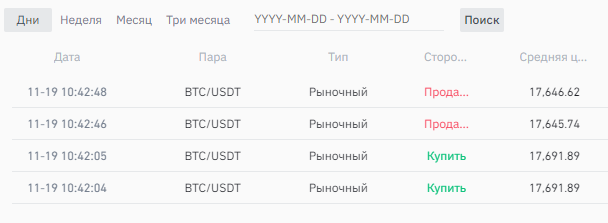 Дни Неделя Месяц Три месяца YYYY-MM-DD - YYYY-MM-DD Поиск
Дата Пара Тип Сторо... Средняя ц...
11-19 10:42:48 BTC/USDT Рыночный Прода... 17,646.62
11-19 10:42:46 BTC/USDT Рыночный Прода... 17,645.74
11-19 10:42:05 BTC/USDT Рыночный Купить 17,691.89
11-19 10:42:04 BTC/USDT Рыночный Купить 17,691.89